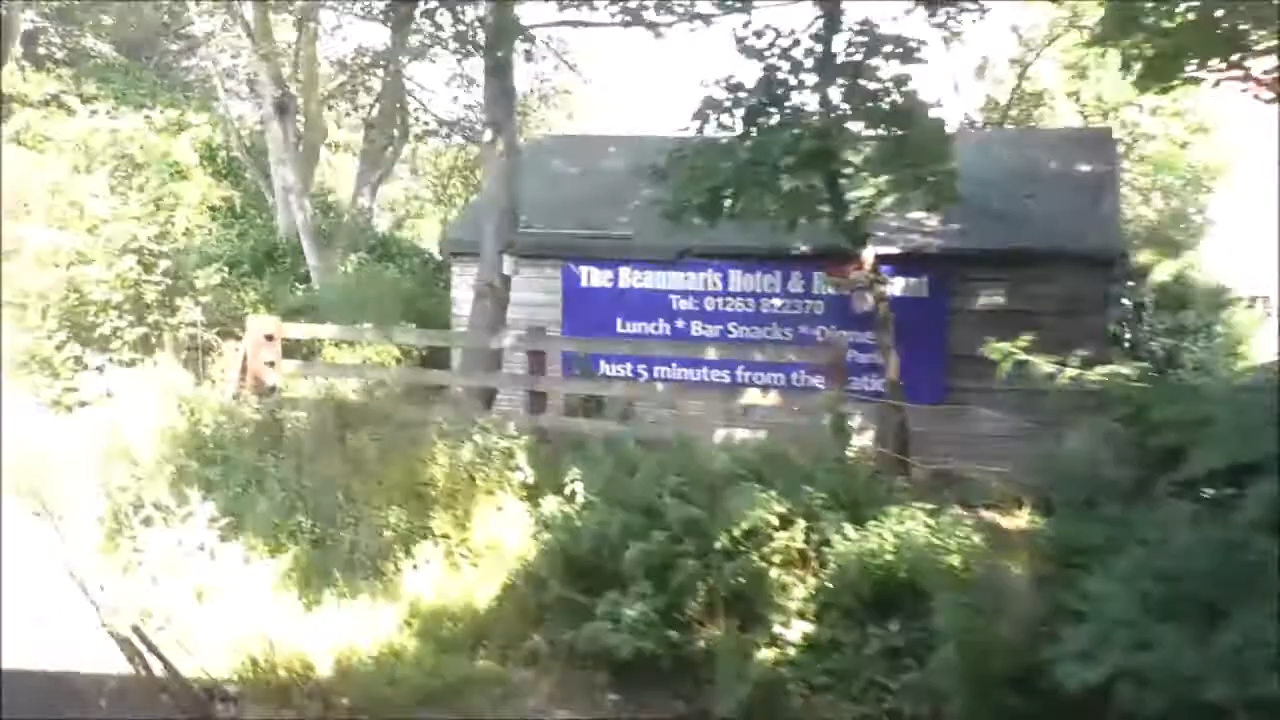 The Beaumaris Hotel &
Tel: 01263 822370
Lunch * Bar Snacks *
Just 5 minutes from the